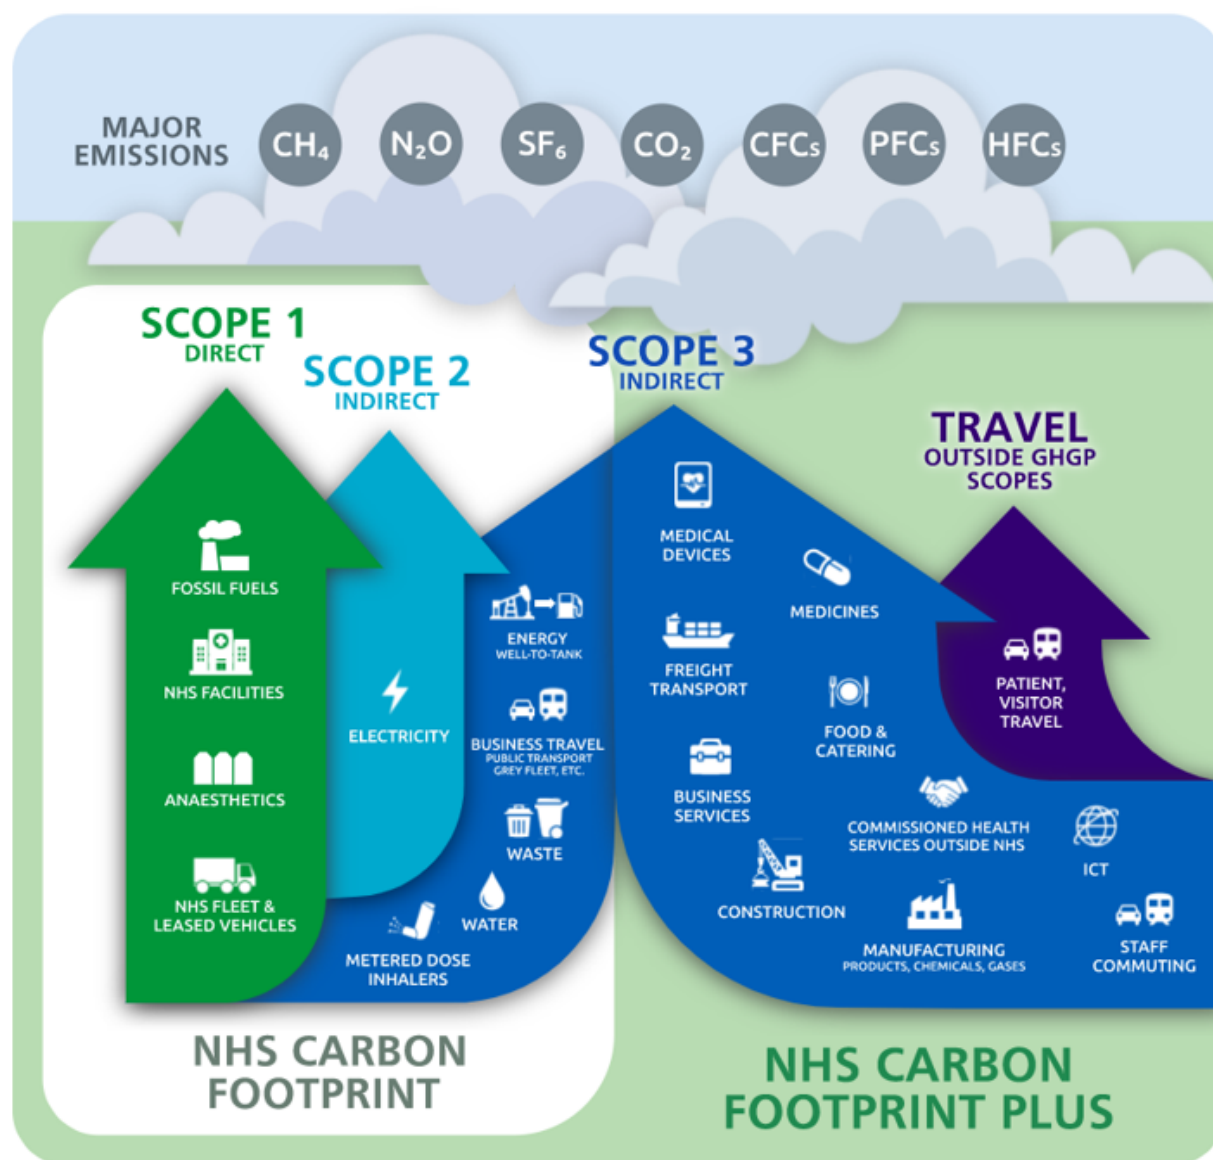 MAJOR
EMISSIONS
CH₄
N₂O
SF₆
CO₂
CFCs
PFCs
HFCs
SCOPE 1
DIRECT
FOSSIL FUELS
NHS FACILITIES
ANAESTHETICS
NHS FLEET &
LEASED VEHICLES
SCOPE 2
INDIRECT
ELECTRICITY
SCOPE 3
INDIRECT
ENERGY
WELL-TO-TANK
BUSINESS TRAVEL
PUBLIC TRANSPORT
GREY FLEET, ETC.
WASTE
WATER
METERED DOSE
INHALERS
MEDICAL
DEVICES
MEDICINES
FREIGHT
TRANSPORT
FOOD &
CATERING
BUSINESS
SERVICES
COMMISSIONED HEALTH
SERVICES OUTSIDE NHS
ICT
CONSTRUCTION
MANUFACTURING
PRODUCTS, CHEMICALS, GASES
STAFF
COMMUTING
TRAVEL
OUTSIDE GHGP
SCOPES
PATIENT,
VISITOR
TRAVEL
NHS CARBON
FOOTPRINT
NHS CARBON
FOOTPRINT PLUS